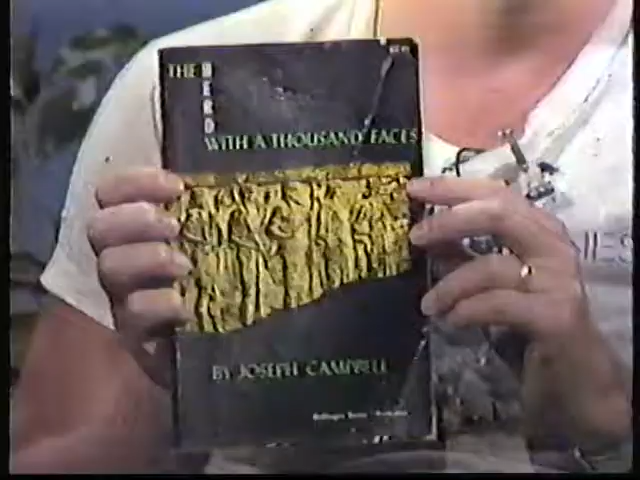 THE HERO
WITH A THOUSAND FACES
BY JOSEPH CAMPBELL